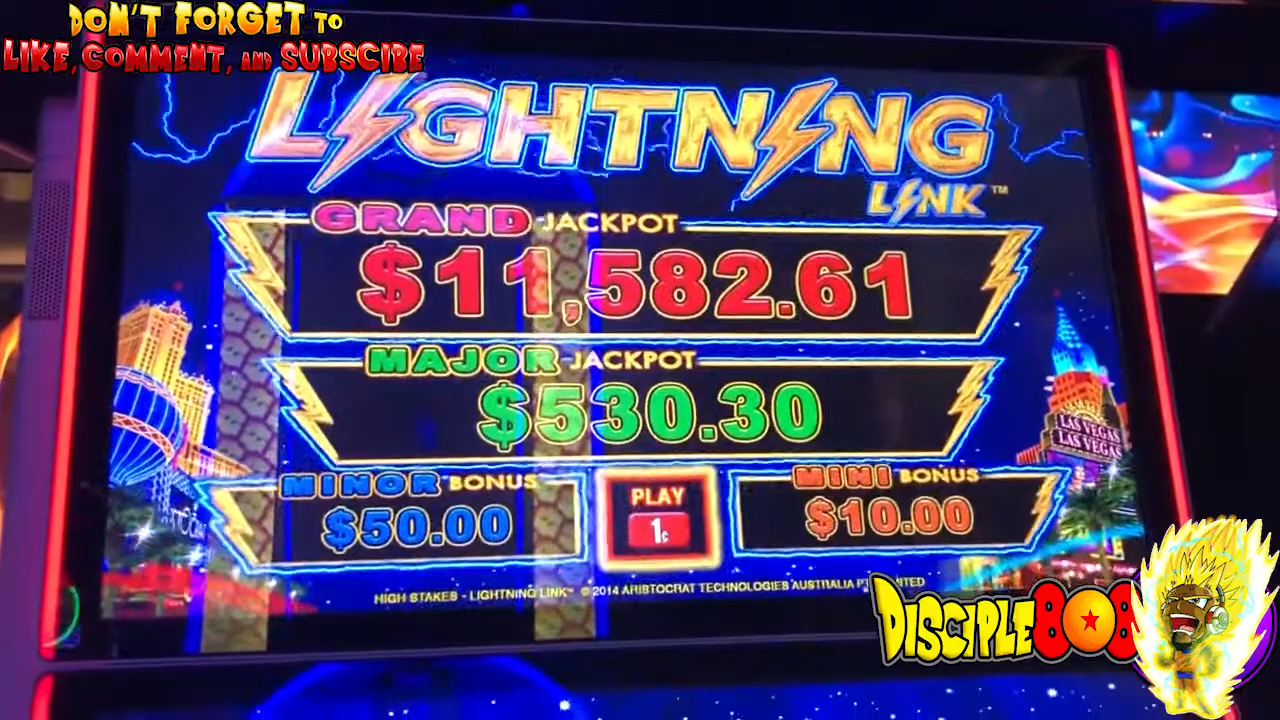 DON'T FORGET TO
LIKE, COMMENT, AND SUBSCIBE
LIGHTNING
LINK™
GRAND JACKPOT
$11,582.61
MAJOR JACKPOT
$530.30
MINOR BONUS
$50.00
PLAY
1¢
MINI BONUS
$10.00
LAS VEGAS
LAS VEGAS
HIGH STAKES - LIGHTNING LINK™ © 2014 ARISTOCRAT TECHNOLOGIES AUSTRALIA
DISCIPLE808